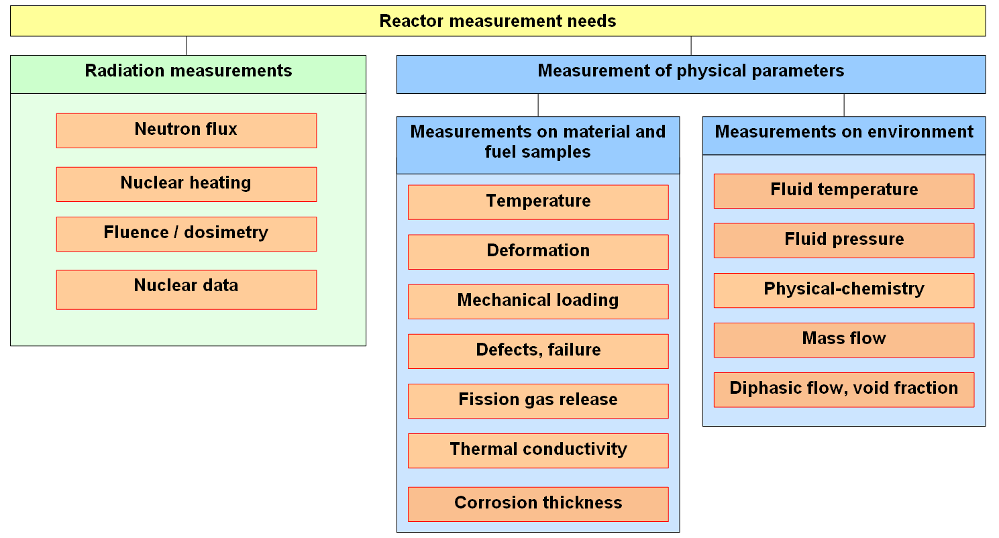 Reactor measurement needs
Radiation measurements
Neutron flux
Nuclear heating
Fluence / dosimetry
Nuclear data
Measurement of physical parameters
Measurements on material and
fuel samples
Temperature
Deformation
Mechanical loading
Defects, failure
Fission gas release
Thermal conductivity
Corrosion thickness
Measurements on environment
Fluid temperature
Fluid pressure
Physical-chemistry
Mass flow
Diphasic flow, void fraction